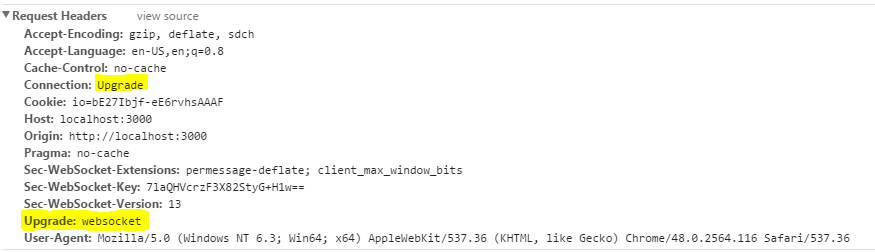 Request Headers view source
Accept-Encoding: gzip, deflate, sdch
Accept-Language: en-US,en;q=0.8
Cache-Control: no-cache
Connection: Upgrade
Cookie: io=bE27Ibjf-eE6rvhsAAAF
Host: localhost:3000
Origin: http://localhost:3000
Pragma: no-cache
Sec-WebSocket-Extensions: permessage-deflate; client_max_window_bits
Sec-WebSocket-Key: 7laQHVcrzF3X82StyG+H1w==
Sec-WebSocket-Version: 13
Upgrade: websocket
User-Agent: Mozilla/5.0 (Windows NT 6.3; Win64; x64) AppleWebKit/537.36 (KHTML, like Gecko) Chrome/48.0.2564.116 Safari/537.36